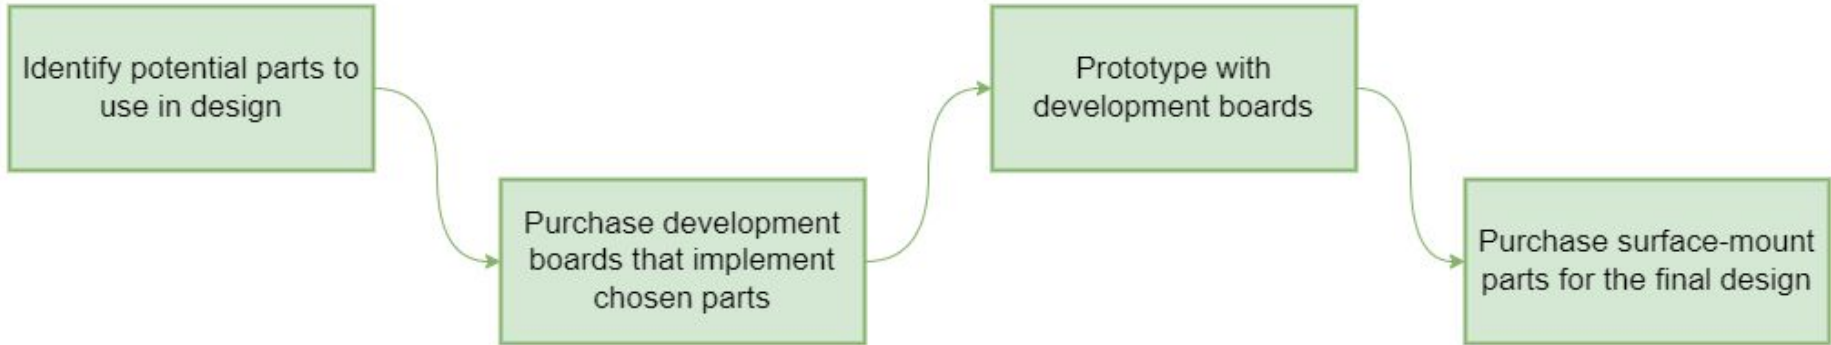 Identify potential parts to
use in design
Purchase development
boards that implement
chosen parts
Prototype with
development boards
Purchase surface-mount
parts for the final design